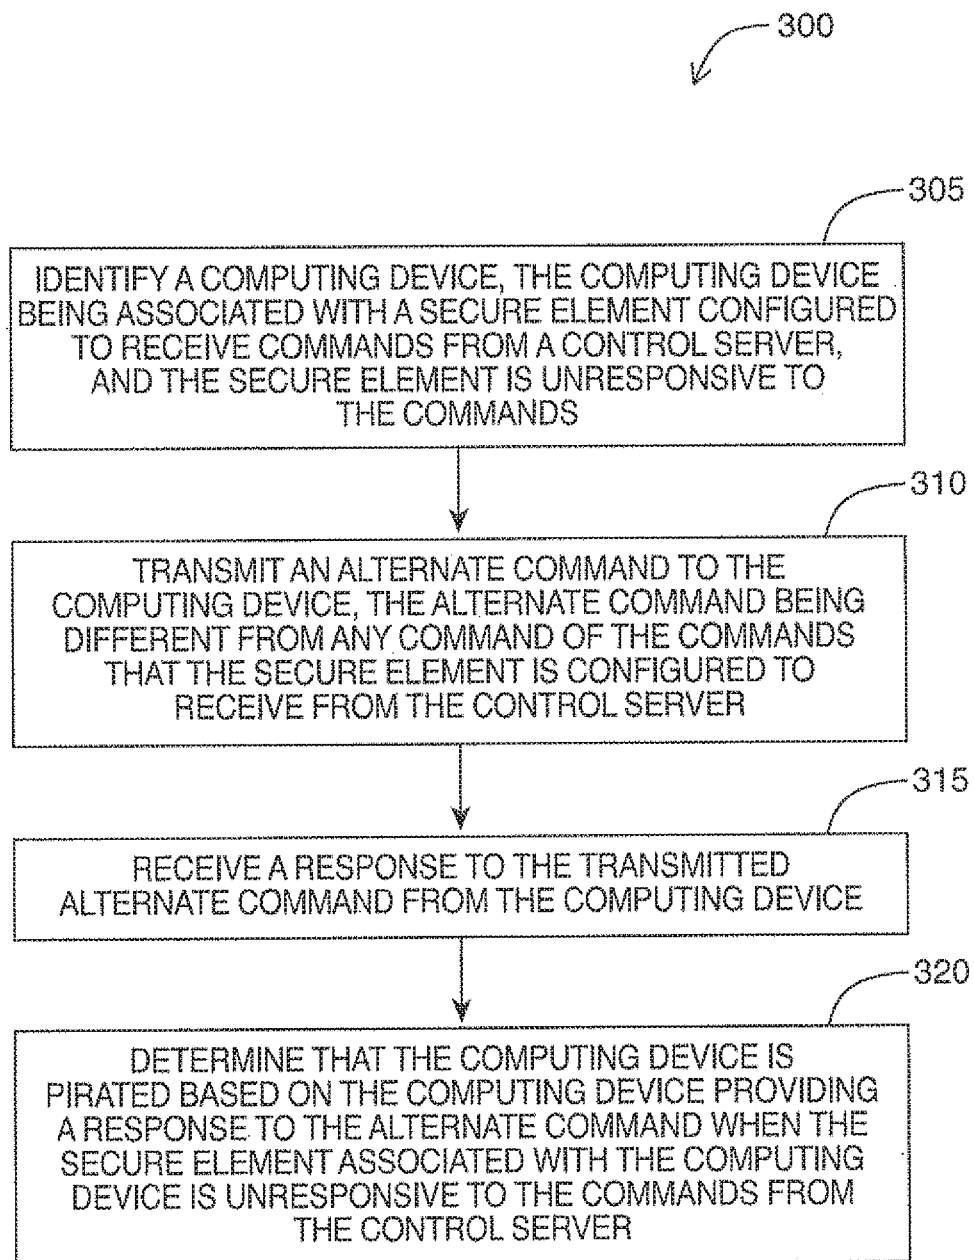 300
305
IDENTIFY A COMPUTING DEVICE, THE COMPUTING DEVICE
BEING ASSOCIATED WITH A SECURE ELEMENT CONFIGURED
TO RECEIVE COMMANDS FROM A CONTROL SERVER,
AND THE SECURE ELEMENT IS UNRESPONSIVE TO
THE COMMANDS
310
TRANSMIT AN ALTERNATE COMMAND TO THE
COMPUTING DEVICE, THE ALTERNATE COMMAND BEING
DIFFERENT FROM ANY COMMAND OF THE COMMANDS
THAT THE SECURE ELEMENT IS CONFIGURED TO
RECEIVE FROM THE CONTROL SERVER
315
RECEIVE A RESPONSE TO THE TRANSMITTED
ALTERNATE COMMAND FROM THE COMPUTING DEVICE
320
DETERMINE THAT THE COMPUTING DEVICE IS
PIRATED BASED ON THE COMPUTING DEVICE PROVIDING
A RESPONSE TO THE ALTERNATE COMMAND WHEN THE
SECURE ELEMENT ASSOCIATED WITH THE COMPUTING
DEVICE IS UNRESPONSIVE TO THE COMMANDS FROM
THE CONTROL SERVER